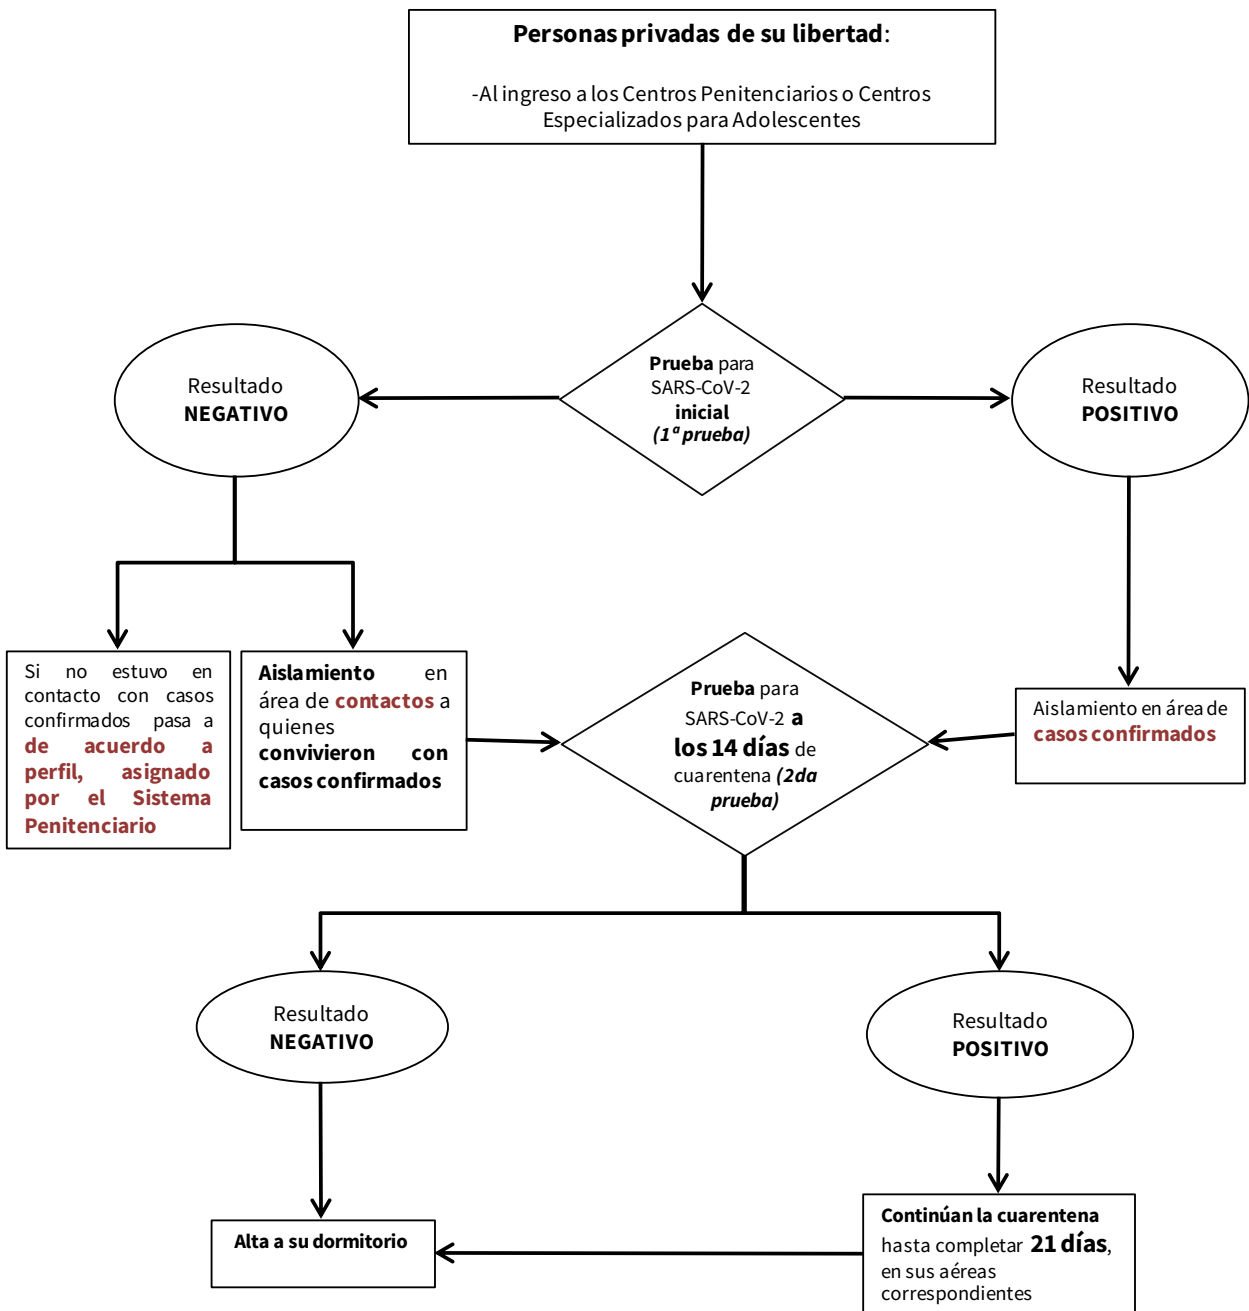 Personas privadas de su libertad:
-Al ingreso a los Centros Penitenciarios o Centros
Especializados para Adolescentes
Prueba para
SARS-CoV-2
inicial
(1ª prueba)
Resultado
NEGATIVO
Resultado
POSITIVO
Si no estuvo en
contacto con casos
confirmados pasa a
de acuerdo a
perfil, asignado
por el Sistema
Penitenciario
Aislamiento en
área de contactos a
quienes
convivieron con
casos confirmados
Prueba para
SARS-CoV-2 a
los 14 días de
cuarentena (2da
prueba)
Aislamiento en área de
casos confirmados
Resultado
NEGATIVO
Resultado
POSITIVO
Alta a su dormitorio
Continúan la cuarentena
hasta completar 21 días,
en sus aéreas
correspondientes